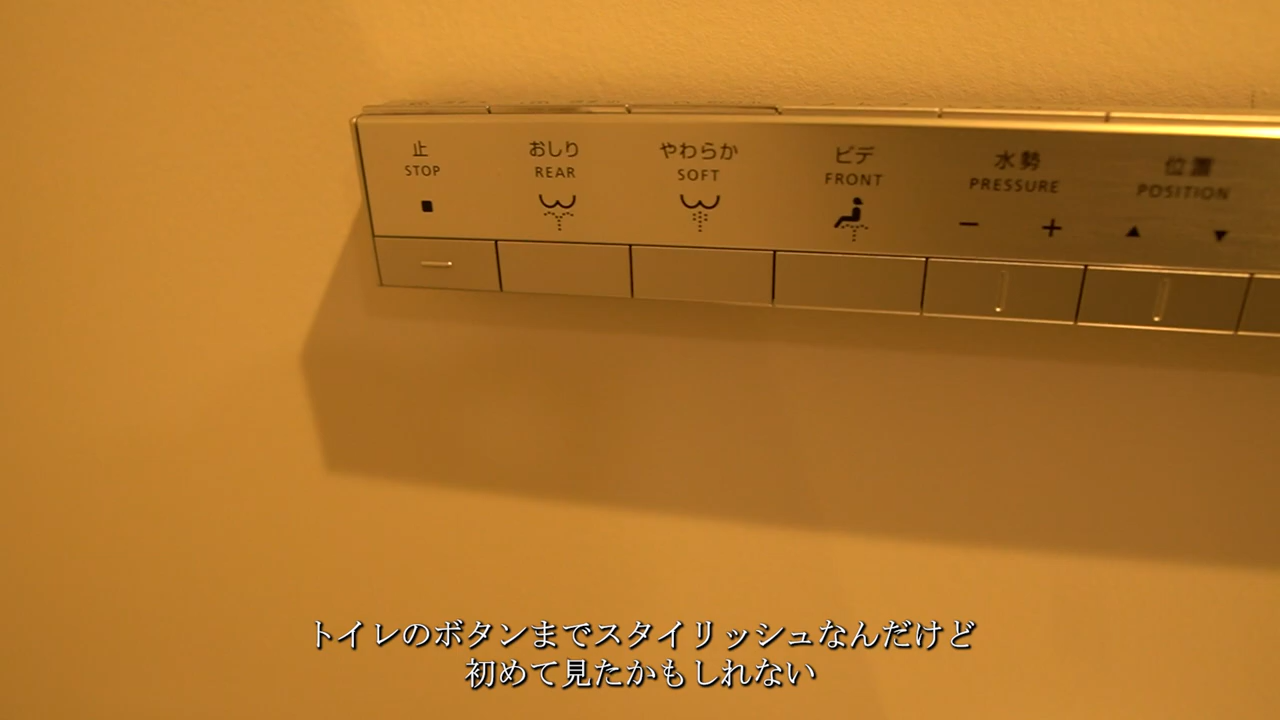 止
STOP
おしり
REAR
やわらか
SOFT
ビデ
FRONT
水勢
PRESSURE
− +
位置
POSITION
▲ ▼
トイレのボタンまでスタイリッシュなんだけど
初めて見たかもしれない